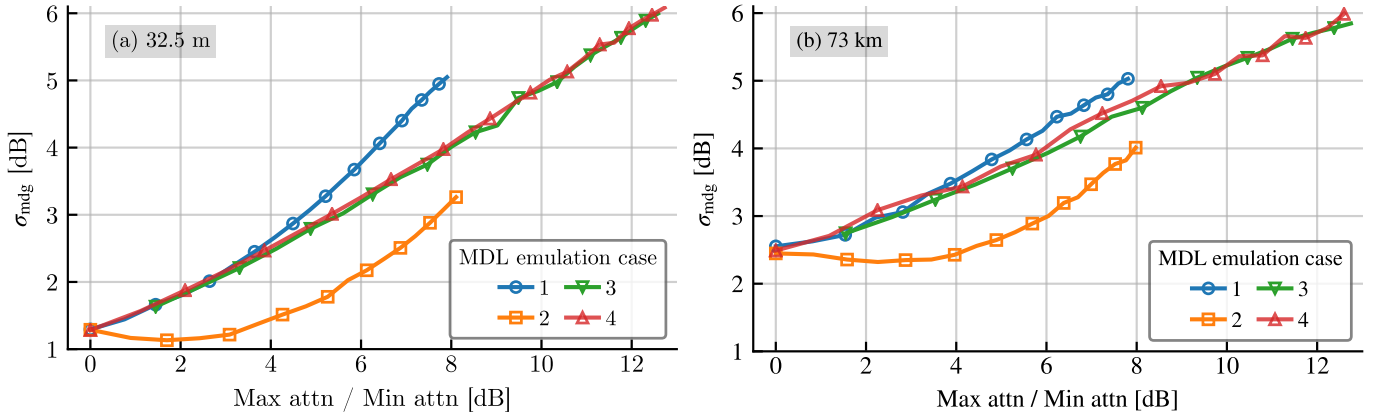 (a) 32.5 m
6
5
4
3
2
1
σmdg [dB]
0 2 4 6 8 10 12
Max attn / Min attn [dB]
MDL emulation case
1 3
2 4
(b) 73 km
6
5
4
3
2
1
σmdg [dB]
0 2 4 6 8 10 12
Max attn / Min attn [dB]
MDL emulation case
1 3
2 4